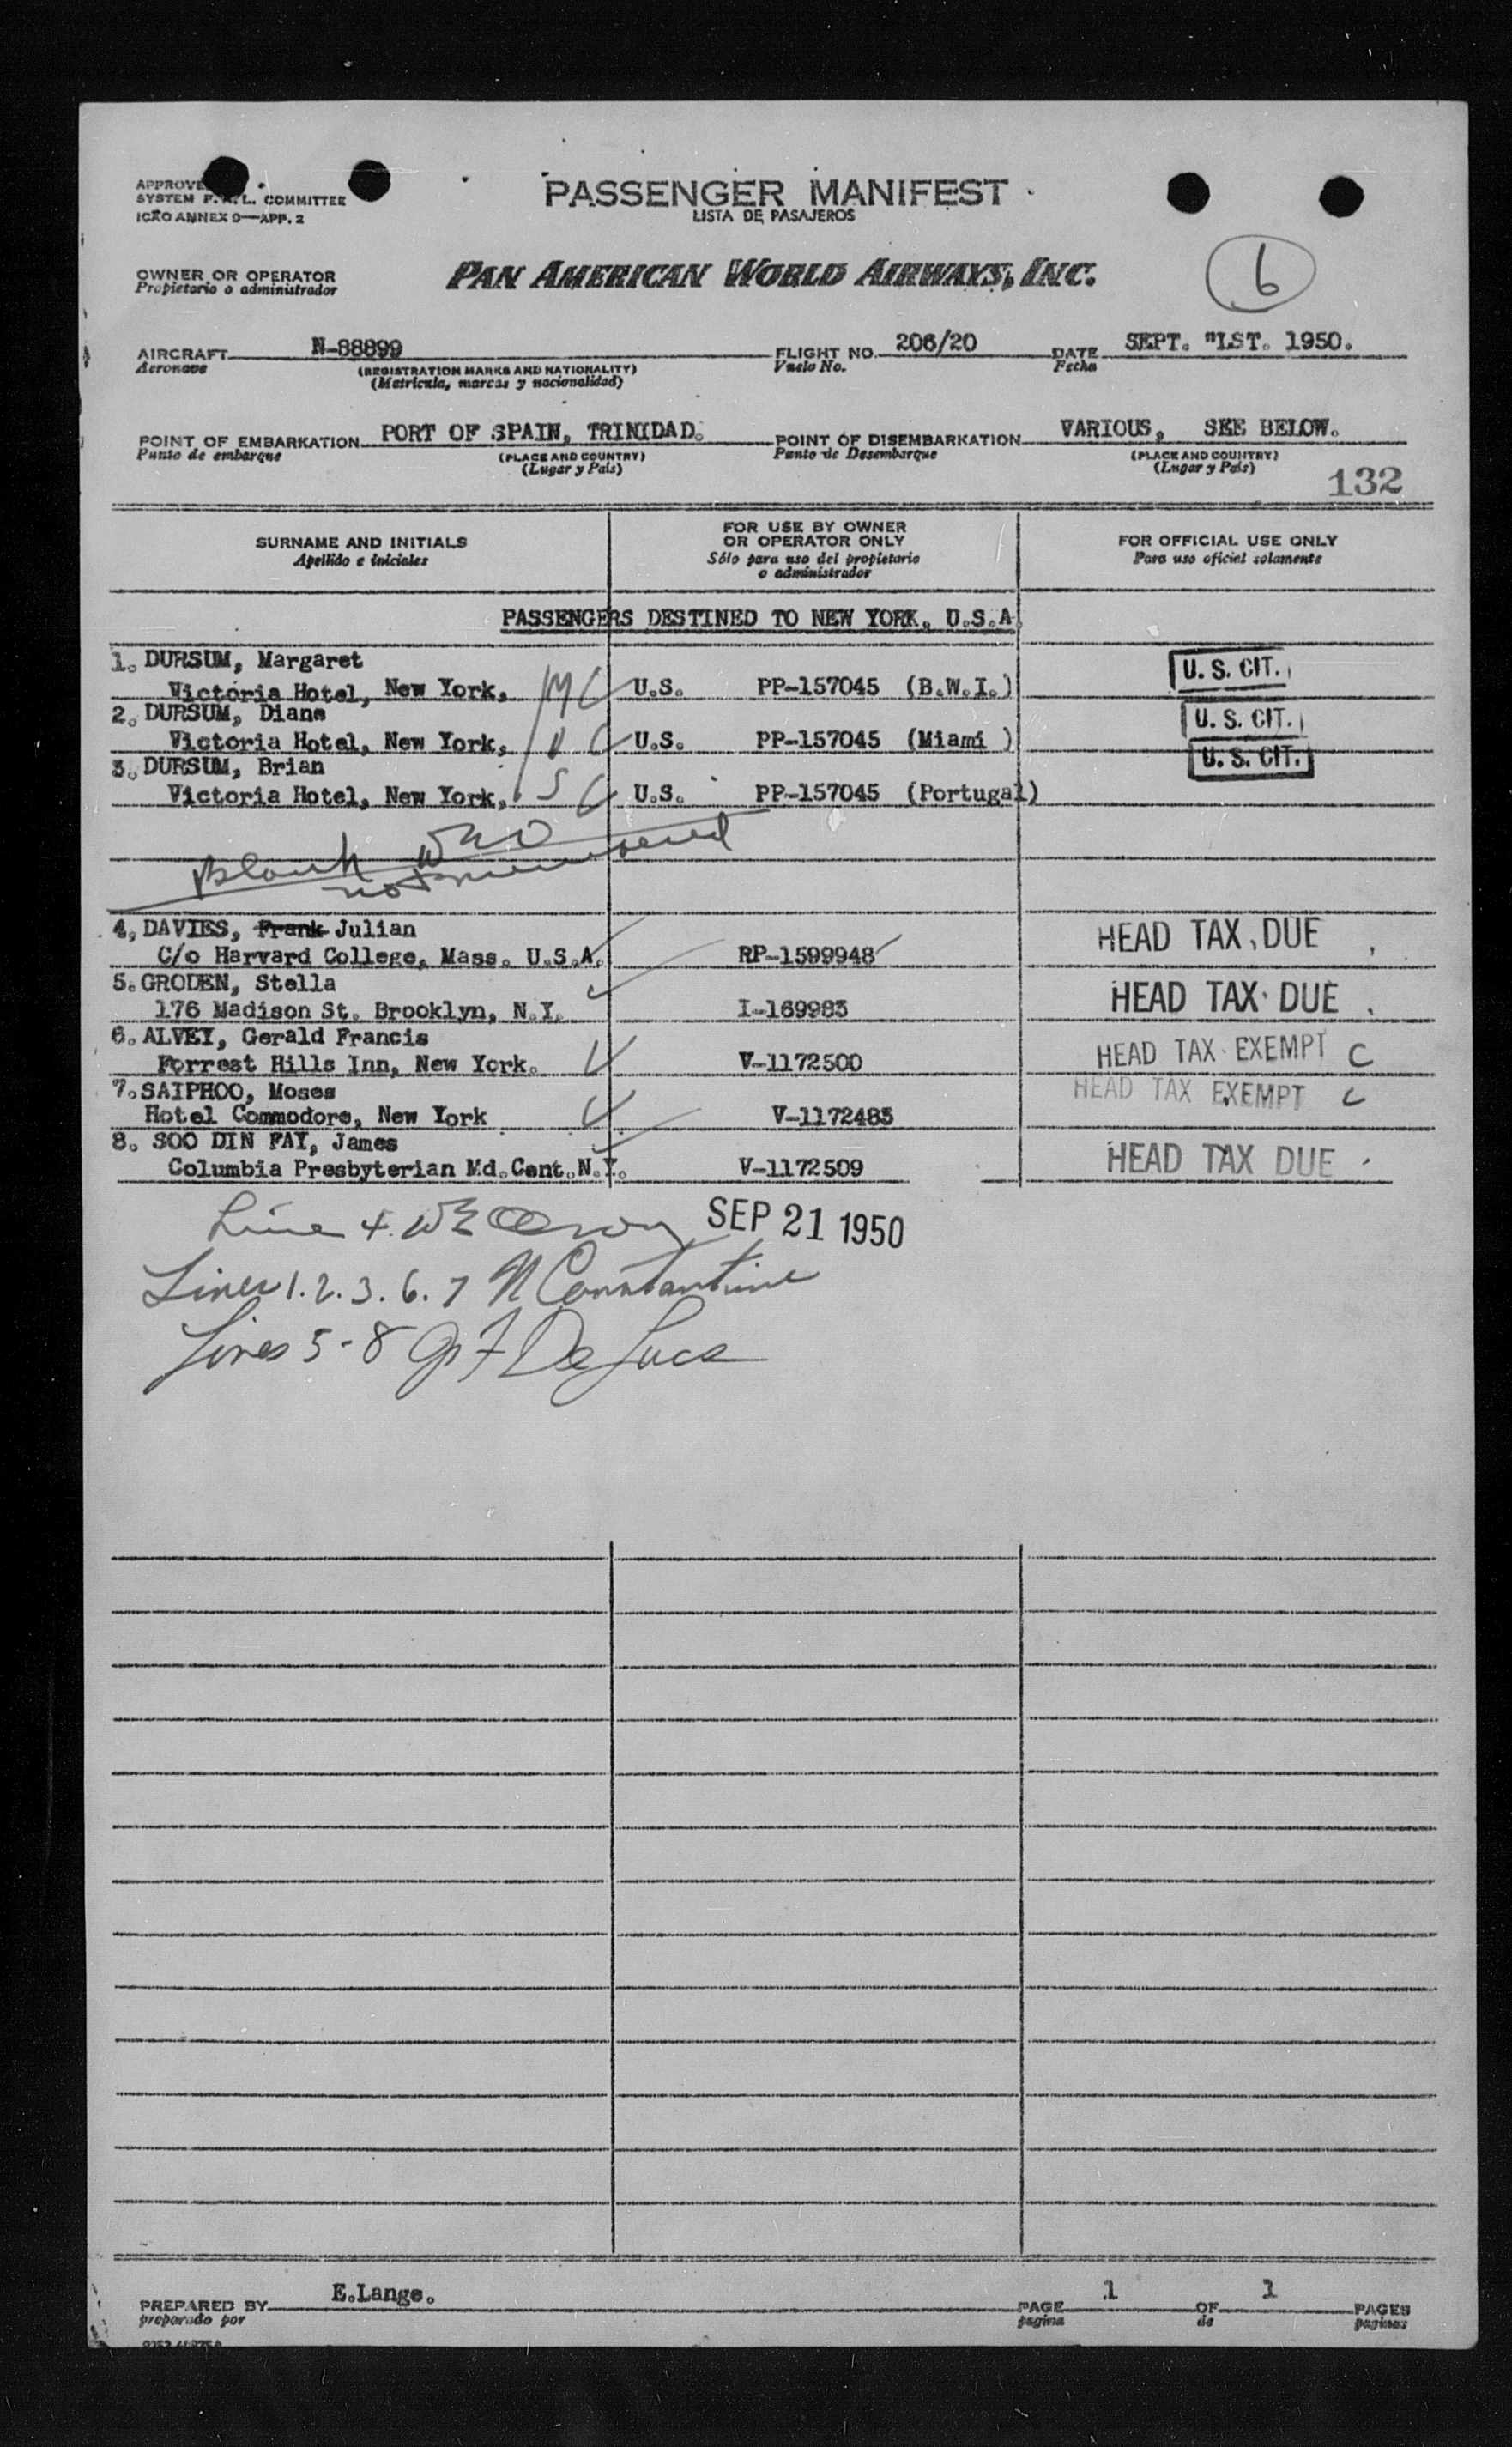 PASSENGER MANIFEST
LISTA DE PASAJEROS
SYSTEM F.A.L. COMMITTEE
ICAO ANNEX 9—APP. 2
OWNER OR OPERATOR
Propietario o administrador
PAN AMERICAN WORLD AIRWAYS, INC.
6
AIRCRAFT N-88899
Aeronave
(REGISTRATION MARKS AND NATIONALITY)
(Matricula, marcas y nacionalidad)
FLIGHT NO. 206/20
Vuelo No.
DATE SEPT. "1ST. 1950.
Fecha
POINT OF EMBARKATION PORT OF SPAIN, TRINIDAD.
Punto de embarque
(PLACE AND COUNTRY)
(Lugar y País)
POINT OF DISEMBARKATION VARIOUS, SEE BELOW.
Punto de Desembarque
(PLACE AND COUNTRY)
(Lugar y País)
132
SURNAME AND INITIALS
Apellido e iniciales
FOR USE BY OWNER
OR OPERATOR ONLY
Sólo para uso del propietario
o administrador
FOR OFFICIAL USE ONLY
Para uso oficial solamente
PASSENGERS DESTINED TO NEW YORK, U.S.A
1. DURSUM, Margaret
Victoria Hotel, New York, U.S. PP-157045 (B.W.I.) U. S. CIT.
2. DURSUM, Diane
Victoria Hotel, New York, U.S. PP-157045 (Miami ) U. S. CIT.
3. DURSUM, Brian
Victoria Hotel, New York, U.S. PP-157045 (Portugal) U. S. CIT.
Blank
not numbered
4, DAVIES, Frank Julian
C/o Harvard College, Mass. U.S.A. RP-1599948 HEAD TAX DUE
5. GRODEN, Stella
176 Madison St. Brooklyn, N.Y. I-169983 HEAD TAX DUE
6. ALVEY, Gerald Francis
Forrest Hills Inn, New York. V-1172500 HEAD TAX EXEMPT C
7. SAIPHOO, Moses
Hotel Commodore, New York V-1172483 HEAD TAX EXEMPT C
8. SOO DIN FAY, James
Columbia Presbyterian Md.Cent.N.Y. V-1172509 HEAD TAX DUE
Line 4.
SEP 21 1950
Lines 1. 2. 3. 6. 7 N Constantine
Lines 5-8 De Luca
PREPARED BY E.Lange.
preparado por
PAGE 1 OF 1 PAGES
pagina de paginas